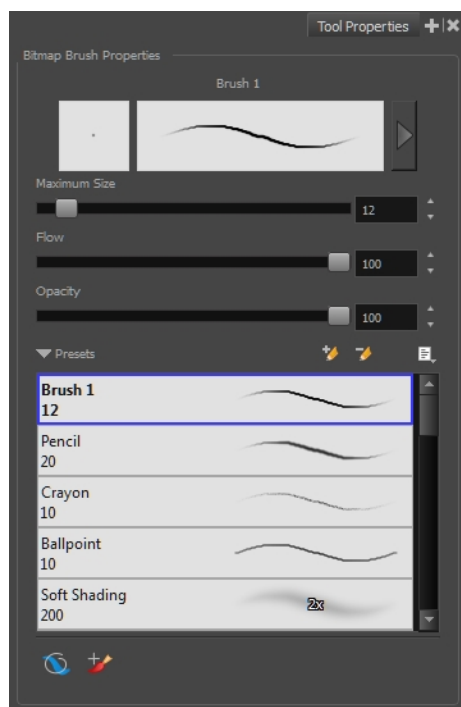 Tool Properties
Bitmap Brush Properties
Brush 1
Maximum Size
12
Flow
100
Opacity
100
Presets
Brush 1
12
Pencil
20
Crayon
10
Ballpoint
10
Soft Shading
200
2x